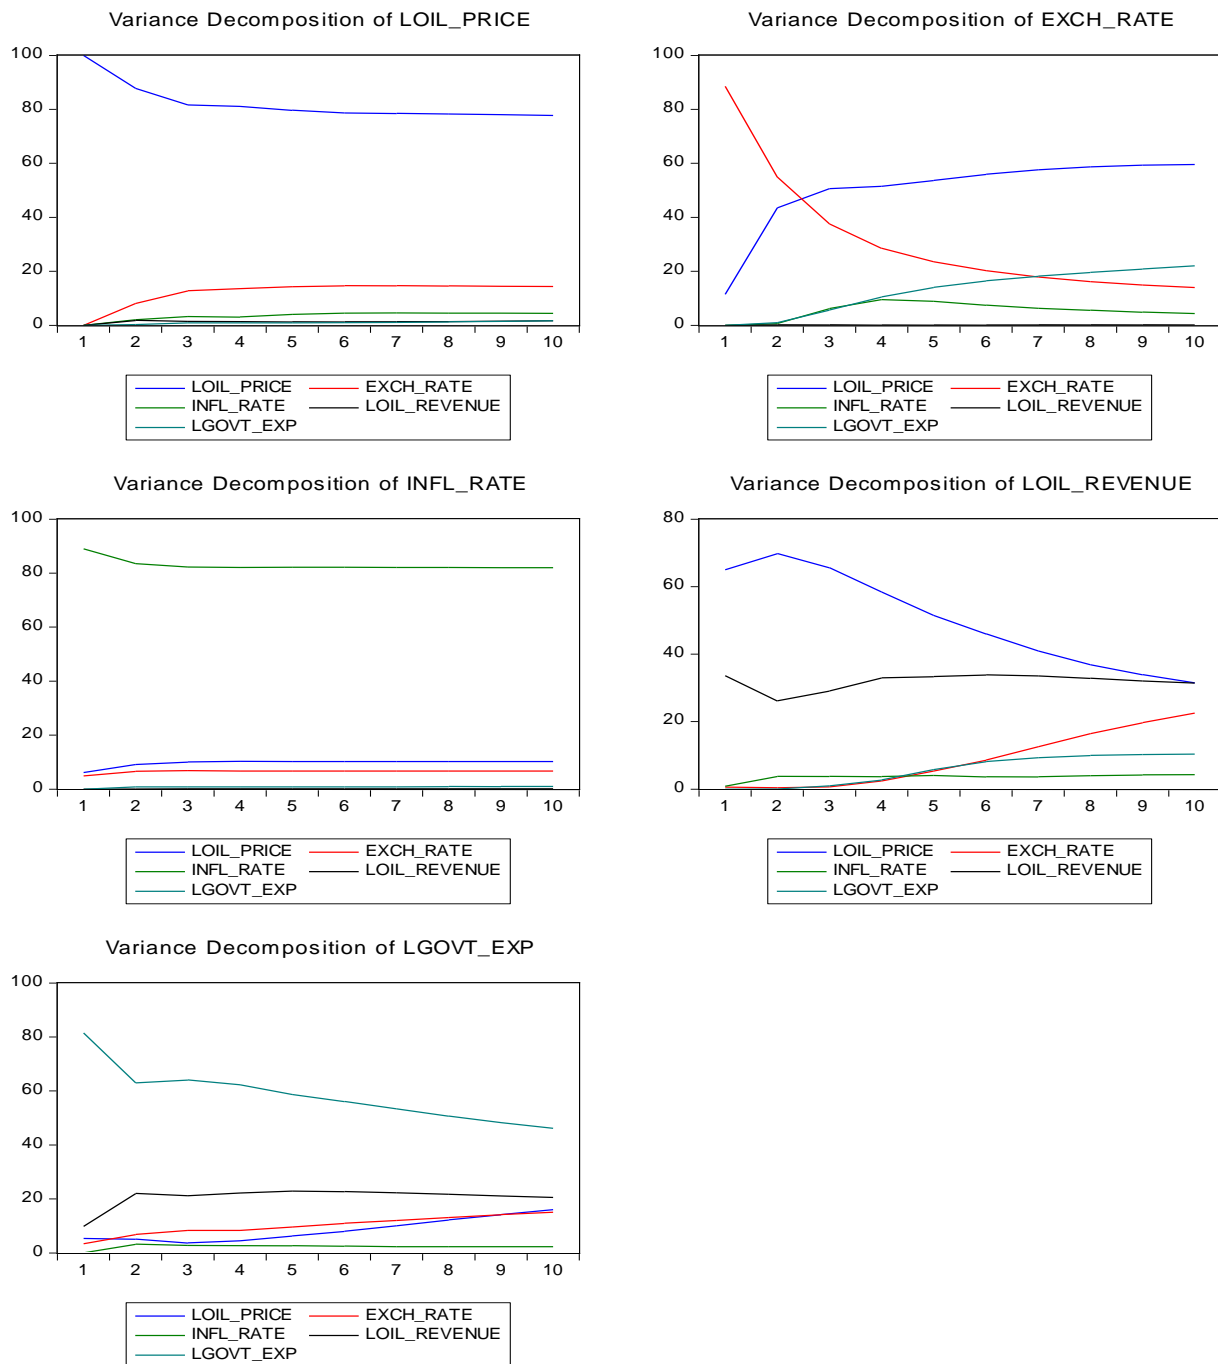 Variance Decomposition of LOIL_PRICE
100
80
60
40
20
0
1 2 3 4 5 6 7 8 9 10
LOIL_PRICE EXCH_RATE
INFL_RATE LOIL_REVENUE
LGOVT_EXP
Variance Decomposition of EXCH_RATE
100
80
60
40
20
0
1 2 3 4 5 6 7 8 9 10
LOIL_PRICE EXCH_RATE
INFL_RATE LOIL_REVENUE
LGOVT_EXP
Variance Decomposition of INFL_RATE
100
80
60
40
20
0
1 2 3 4 5 6 7 8 9 10
LOIL_PRICE EXCH_RATE
INFL_RATE LOIL_REVENUE
LGOVT_EXP
Variance Decomposition of LOIL_REVENUE
80
60
40
20
0
1 2 3 4 5 6 7 8 9 10
LOIL_PRICE EXCH_RATE
INFL_RATE LOIL_REVENUE
LGOVT_EXP
Variance Decomposition of LGOVT_EXP
100
80
60
40
20
0
1 2 3 4 5 6 7 8 9 10
LOIL_PRICE EXCH_RATE
INFL_RATE LOIL_REVENUE
LGOVT_EXP